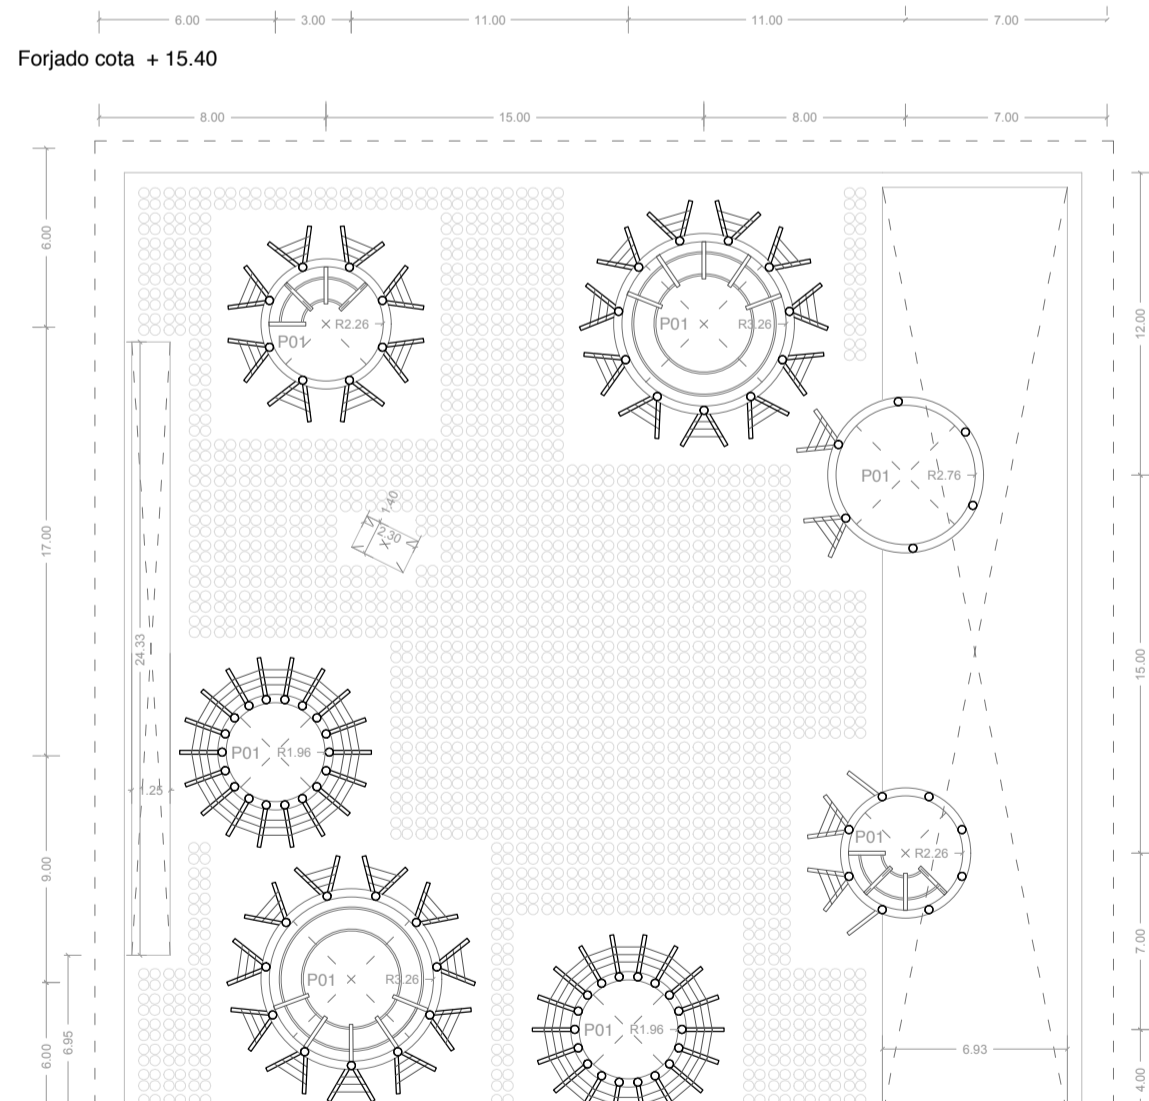 6.00 3.00 11.00 11.00 7.00
Forjado cota + 15.40
8.00 15.00 8.00 7.00
6.00
12.00
R2.26
P01
P01
R3.26
P01
R2.76
1.40
2.30
17.00
24.33
15.00
P01
R1.96
1.25
P01
R2.26
9.00
7.00
P01
R3.26
P01
R1.96
6.95
6.00
6.93
4.00